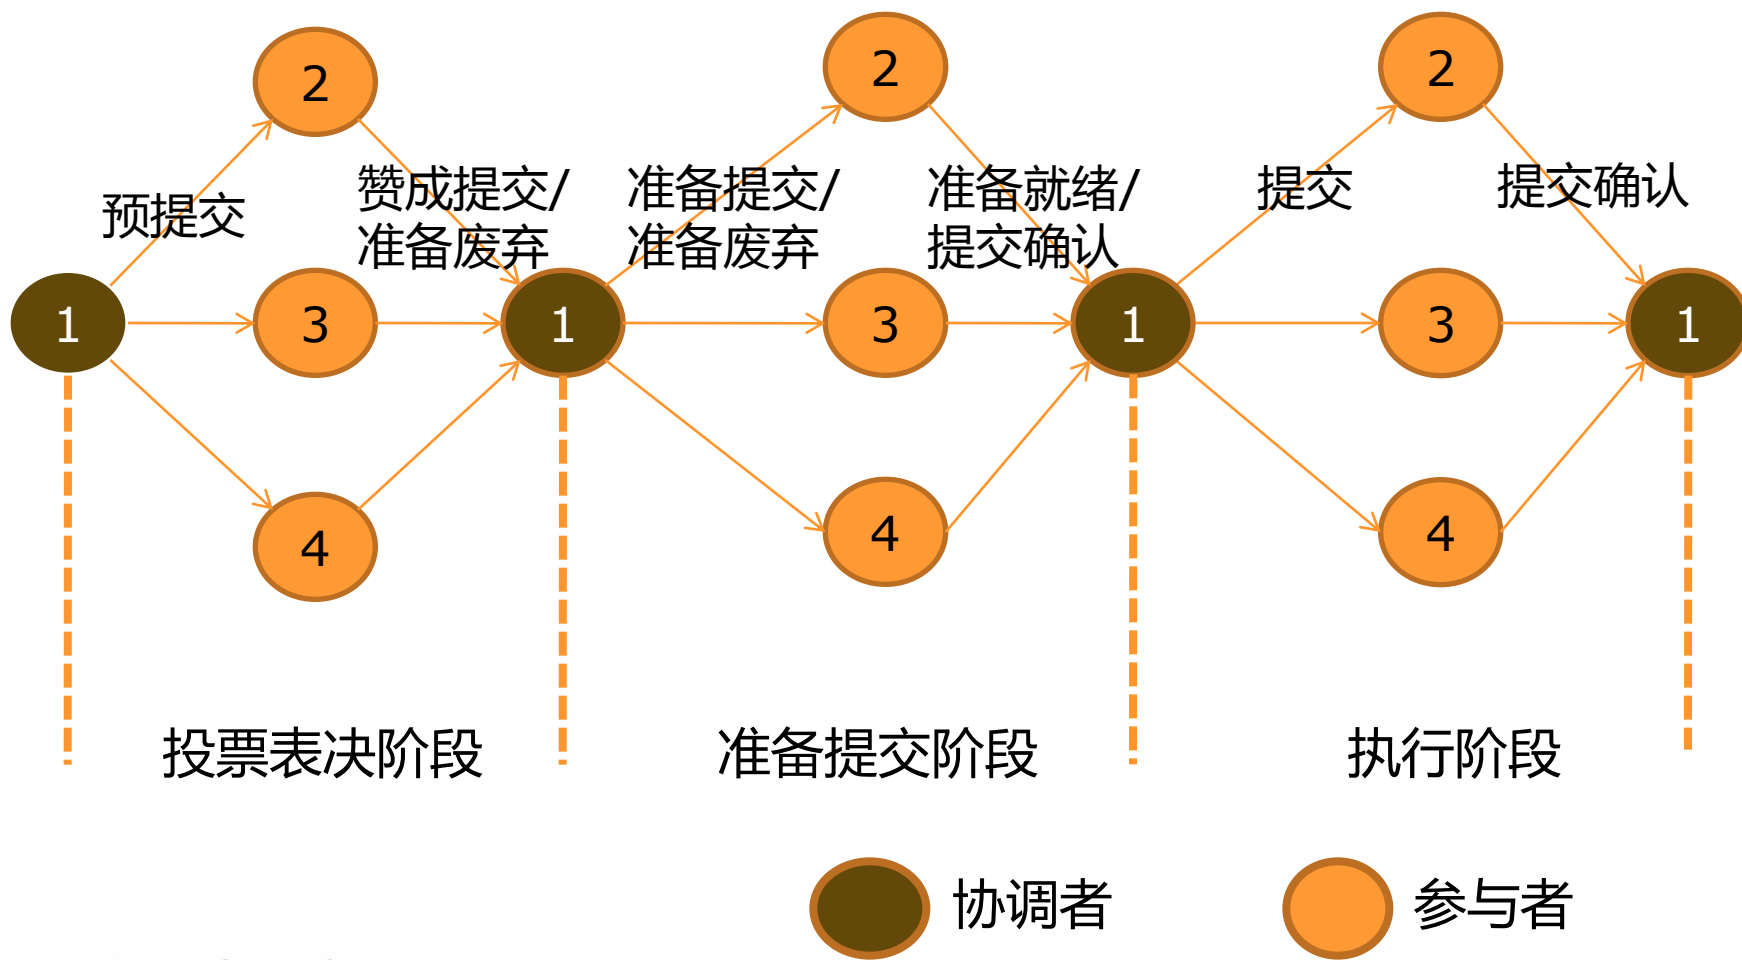 2
2
2
赞成提交/
准备废弃
准备提交/
准备废弃
准备就绪/
提交确认
提交
提交确认
预提交
1
3
1
3
1
3
1
4
4
4
投票表决阶段
准备提交阶段
执行阶段
协调者
参与者